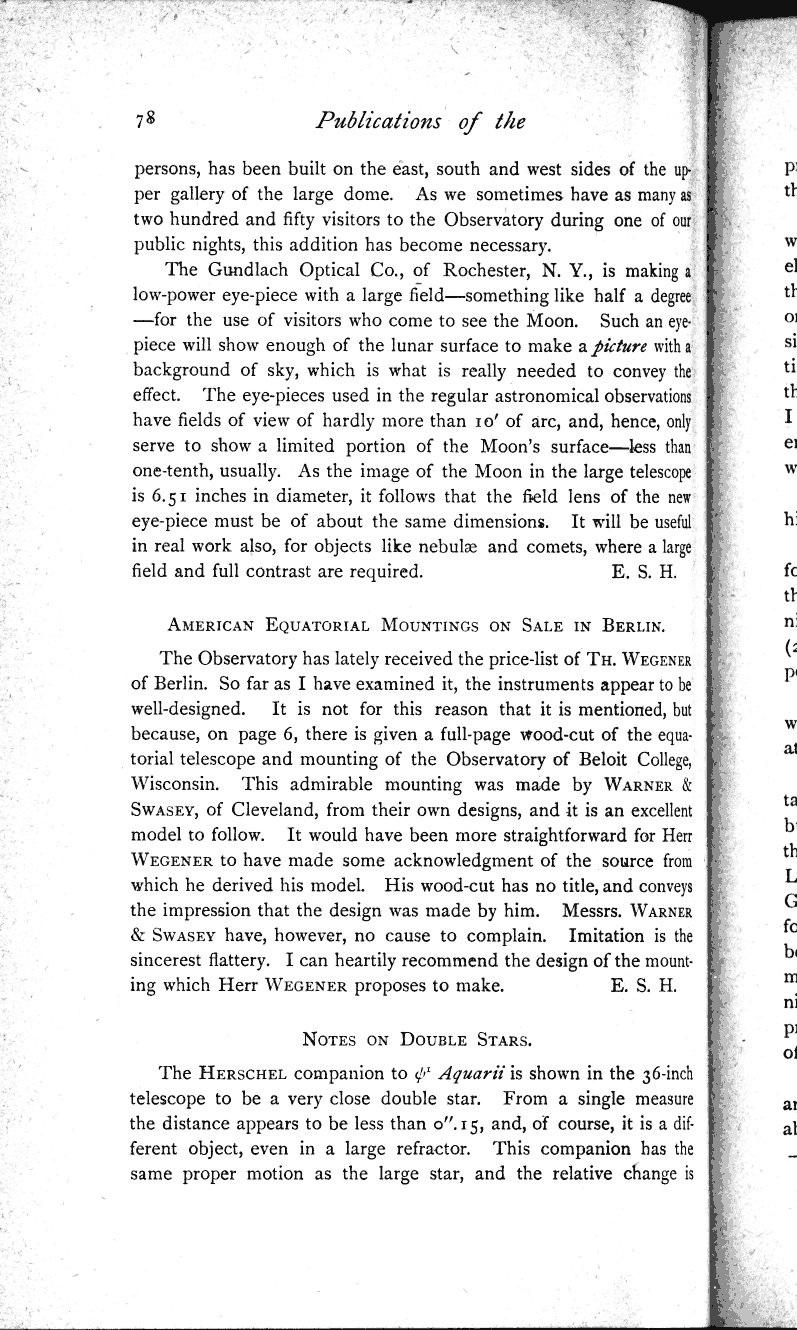 78 Publications of the
persons, has been built on the east, south and west sides of the up-
per gallery of the large dome. As we sometimes have as many as
two hundred and fifty visitors to the Observatory during one of our
public nights, this addition has become necessary.
The Gundlach Optical Co., of Rochester, N. Y., is making a
low-power eye-piece with a large field—something like half a degree
—for the use of visitors who come to see the Moon. Such an eye-
piece will show enough of the lunar surface to make a picture with a
background of sky, which is what is really needed to convey the
effect. The eye-pieces used in the regular astronomical observations
have fields of view of hardly more than 10′ of arc, and, hence, only
serve to show a limited portion of the Moon's surface—less than
one-tenth, usually. As the image of the Moon in the large telescope
is 6.51 inches in diameter, it follows that the field lens of the new
eye-piece must be of about the same dimensions. It will be useful
in real work also, for objects like nebulæ and comets, where a large
field and full contrast are required. E. S. H.
AMERICAN EQUATORIAL MOUNTINGS ON SALE IN BERLIN.
The Observatory has lately received the price-list of TH. WEGENER
of Berlin. So far as I have examined it, the instruments appear to be
well-designed. It is not for this reason that it is mentioned, but
because, on page 6, there is given a full-page wood-cut of the equa-
torial telescope and mounting of the Observatory of Beloit College,
Wisconsin. This admirable mounting was made by WARNER &
SWASEY, of Cleveland, from their own designs, and it is an excellent
model to follow. It would have been more straightforward for Herr
WEGENER to have made some acknowledgment of the source from
which he derived his model. His wood-cut has no title, and conveys
the impression that the design was made by him. Messrs. WARNER
& SWASEY have, however, no cause to complain. Imitation is the
sincerest flattery. I can heartily recommend the design of the mount-
ing which Herr WEGENER proposes to make. E. S. H.
NOTES ON DOUBLE STARS.
The HERSCHEL companion to ψ¹ Aquarii is shown in the 36-inch
telescope to be a very close double star. From a single measure
the distance appears to be less than 0″.15, and, of course, it is a dif-
ferent object, even in a large refractor. This companion has the
same proper motion as the large star, and the relative change is